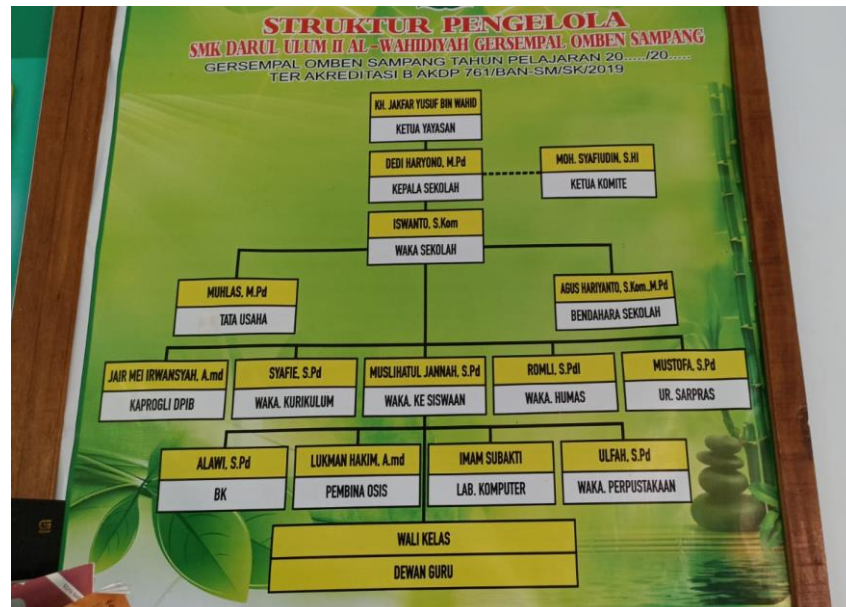 STRUKTUR PENGELOLA
SMK DARUL ULUM II AL-WAHIDIYAH GERSEMPAL OMBEN SAMPANG
GERSEMPAL OMBEN SAMPANG TAHUN PELAJARAN 20...../20.....
TER AKREDITASI B AKDP 761/BAN-SM/SK/2019
KH. JAKFAR YUSUF BIN WAHID
KETUA YAYASAN
DEDI HARYONO, M.Pd
KEPALA SEKOLAH
MOH. SYAFIUDIN, S.HI
KETUA KOMITE
ISWANTO, S.Kom
WAKA SEKOLAH
MUHLAS, M.Pd
TATA USAHA
AGUS HARIYANTO, S.Kom.,M.Pd
BENDAHARA SEKOLAH
JAIR MEI IRWANSYAH, A.md
KAPROGLI DPIB
SYAFIE, S.Pd
WAKA. KURIKULUM
MUSLIHATUL JANNAH, S.Pd
WAKA. KE SISWAAN
ROMLI, S.PdI
WAKA. HUMAS
MUSTOFA, S.Pd
UR. SARPRAS
ALAWI, S.Pd
BK
LUKMAN HAKIM, A.md
PEMBINA OSIS
IMAM SUBAKTI
LAB. KOMPUTER
ULFAH, S.Pd
WAKA. PERPUSTAKAAN
WALI KELAS
DEWAN GURU